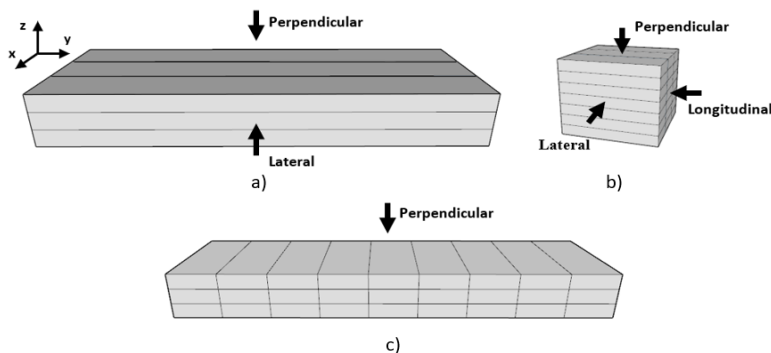 z
Perpendicular
x
y
Lateral
a)
Perpendicular
Longitudinal
Lateral
b)
Perpendicular
c)